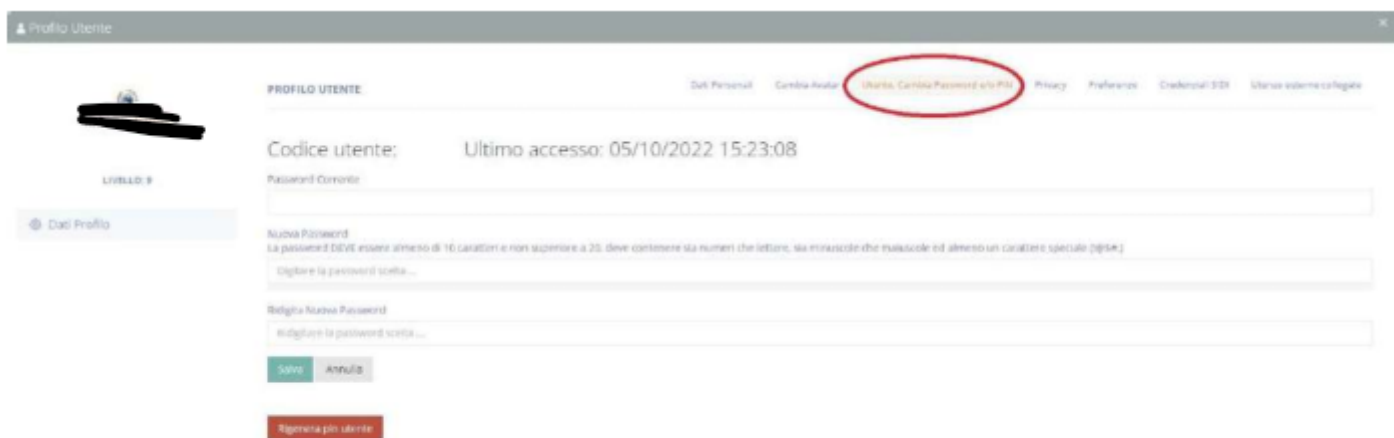 Profilo Utente
PROFILO UTENTE
Dati Personali Cambia Avatar Utente, Cambia Password e/o PIN Privacy Preferenze Credenziali SIDI Utenze esterne collegate
Codice utente: Ultimo accesso: 05/10/2022 15:23:08
LIVELLO: 9
Dati Profilo
Password Corrente
Nuova Password
La password DEVE essere almeno di 10 caratteri e non superiore a 20, deve contenere sia numeri che lettere, sia minuscole che maiuscole ed almeno un carattere speciale
Digitare la password scelta ...
Ridigita Nuova Password
Ridigitare la password scelta ...
Salva Annulla
Rigenera pin utente